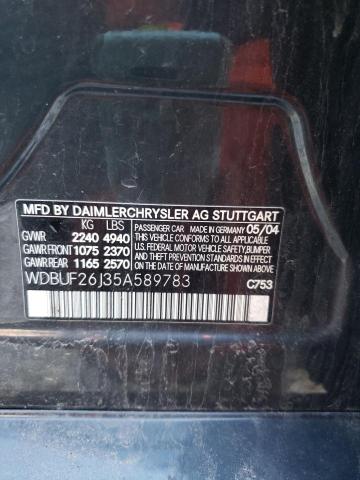 MFD BY DAIMLERCHRYSLER AG STUTTGART
KG LBS PASSENGER CAR MADE IN GERMANY 05/04
GVWR 2240 4940 THIS VEHICLE CONFORMS TO ALL APPLICABLE
GAWR FRONT 1075 2370 U.S. FEDERAL MOTOR VEHICLE SAFETY, BUMPER
GAWR REAR 1165 2570 AND THEFT PREVENTION STANDARDS IN EFFECT
ON THE DATE OF MANUFACTURE SHOWN ABOVE.
WDBUF26J35A589783 C753